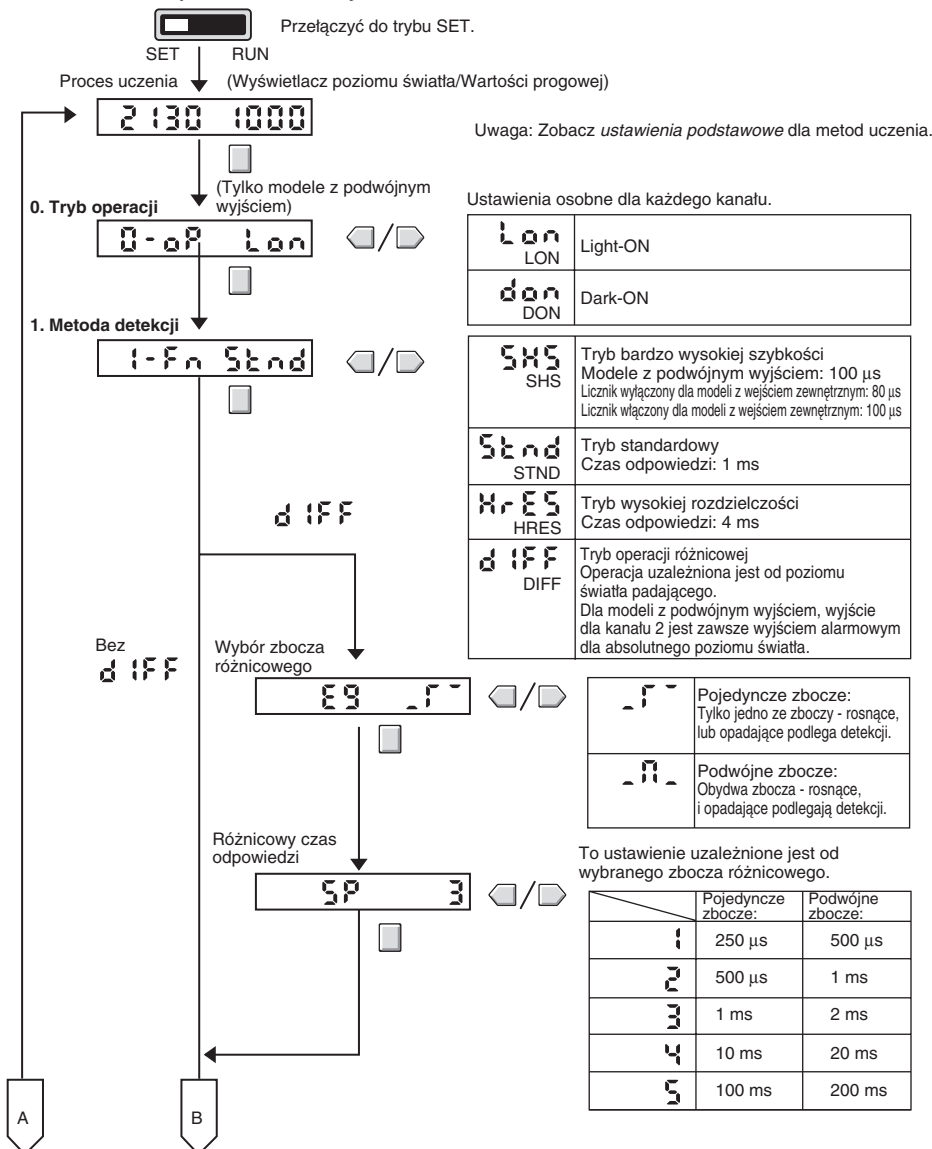 Przełączyć do trybu SET.
SET RUN
Proces uczenia (Wyświetlacz poziomu światła/Wartości progowej)
2130 1000
Uwaga: Zobacz ustawienia podstawowe dla metod uczenia.
(Tylko modele z podwójnym
wyjściem)
0. Tryb operacji
0-oP Lon
/
Ustawienia osobne dla każdego kanału.
Lon
LON
Light-ON
don
DON
Dark-ON
1. Metoda detekcji
1-Fn Stnd
/
SHS
SHS
Tryb bardzo wysokiej szybkości
Modele z podwójnym wyjściem: 100 µs
Licznik wyłączony dla modeli z wejściem zewnętrznym: 80 µs
Licznik włączony dla modeli z wejściem zewnętrznym: 100 µs
Stnd
STND
Tryb standardowy
Czas odpowiedzi: 1 ms
HrES
HRES
Tryb wysokiej rozdzielczości
Czas odpowiedzi: 4 ms
dIFF
DIFF
Tryb operacji różnicowej
Operacja uzależniona jest od poziomu
światła padającego.
Dla modeli z podwójnym wyjściem, wyjście
dla kanału 2 jest zawsze wyjściem alarmowym
dla absolutnego poziomu światła.
dIFF
Bez
dIFF
Wybór zbocza
różnicowego
E9
/
Pojedyncze zbocze:
Tylko jedno ze zboczy - rosnące,
lub opadające podlega detekcji.
Podwójne zbocze:
Obydwa zbocza - rosnące,
i opadające podlegają detekcji.
Różnicowy czas
odpowiedzi
SP 3
/
To ustawienie uzależnione jest od
wybranego zbocza różnicowego.
Pojedyncze
zbocze:
Podwójne
zbocze:
1 250 µs 500 µs
2 500 µs 1 ms
3 1 ms 2 ms
4 10 ms 20 ms
5 100 ms 200 ms
A
B